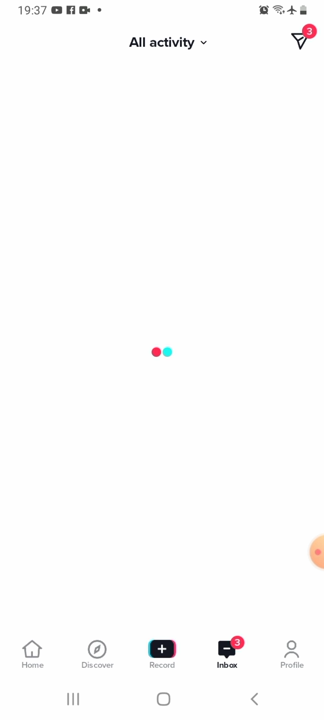 19:37
All activity
3
3
Home
Discover
Record
Inbox
Profile